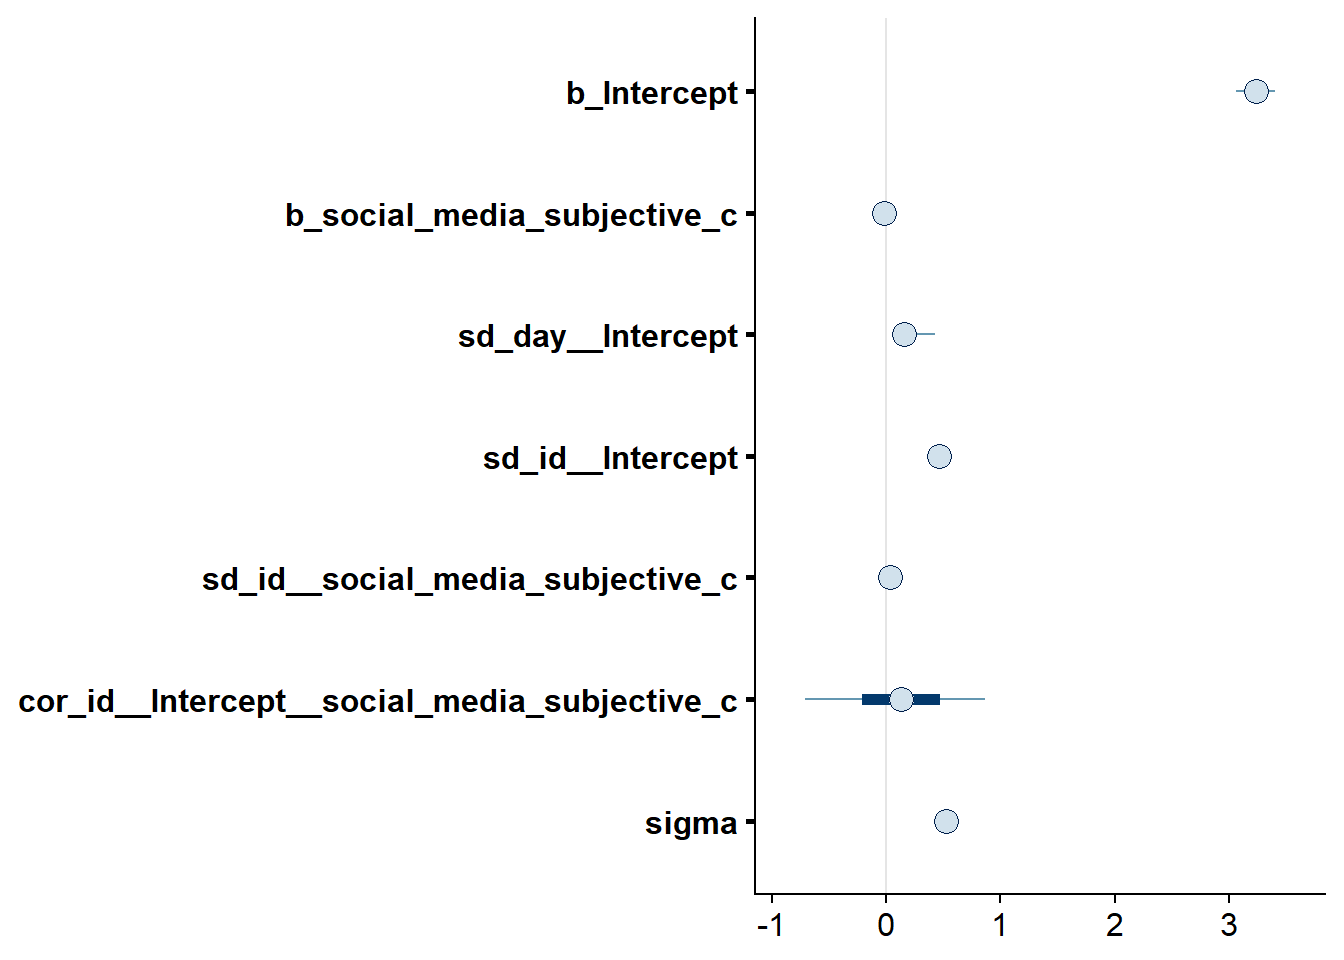 b_Intercept
b_social_media_subjective_c
sd_day__Intercept
sd_id__Intercept
sd_id__social_media_subjective_c
cor_id__Intercept__social_media_subjective_c
sigma
-1 0 1 2 3